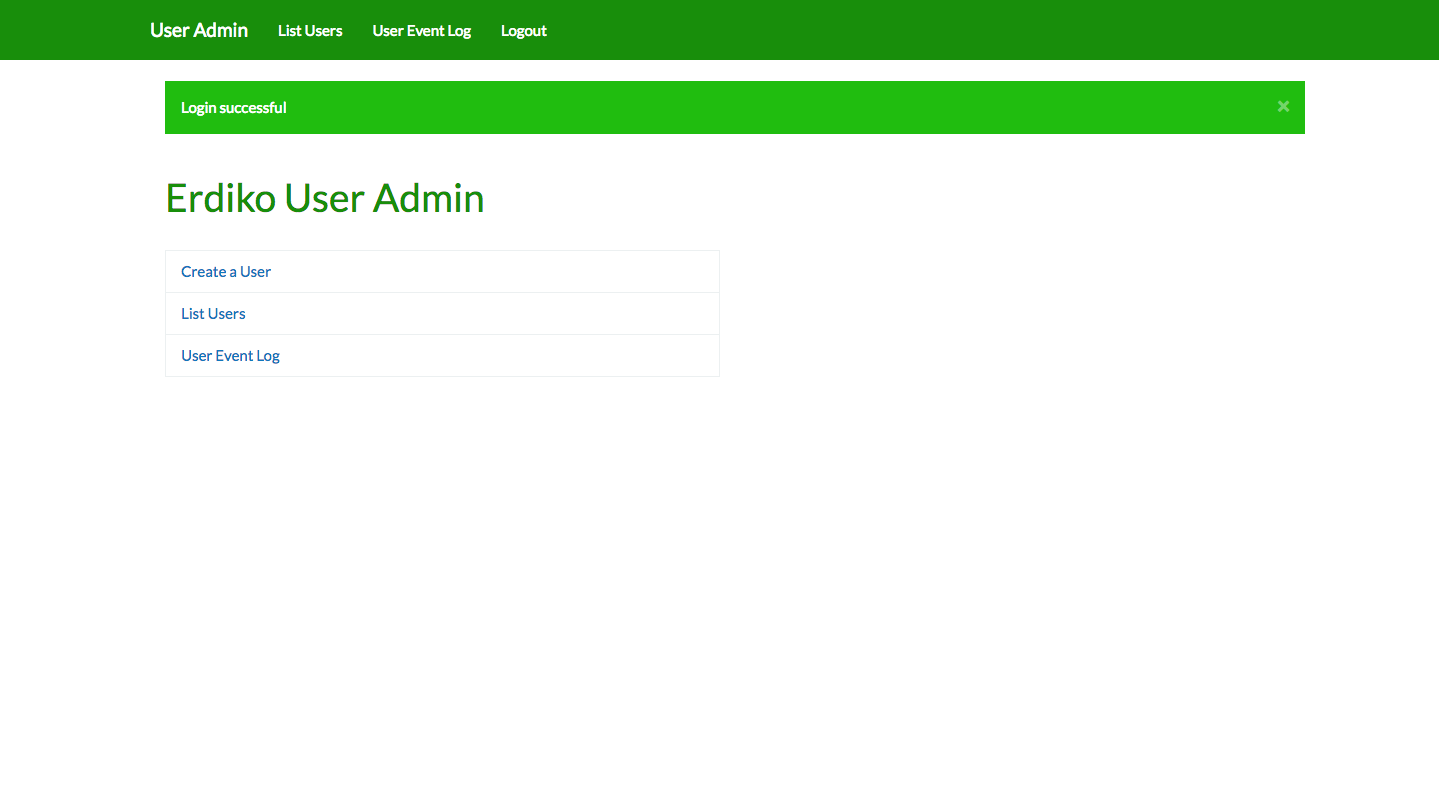 User Admin List Users User Event Log Logout
Login successful ×
Erdiko User Admin
Create a User
List Users
User Event Log